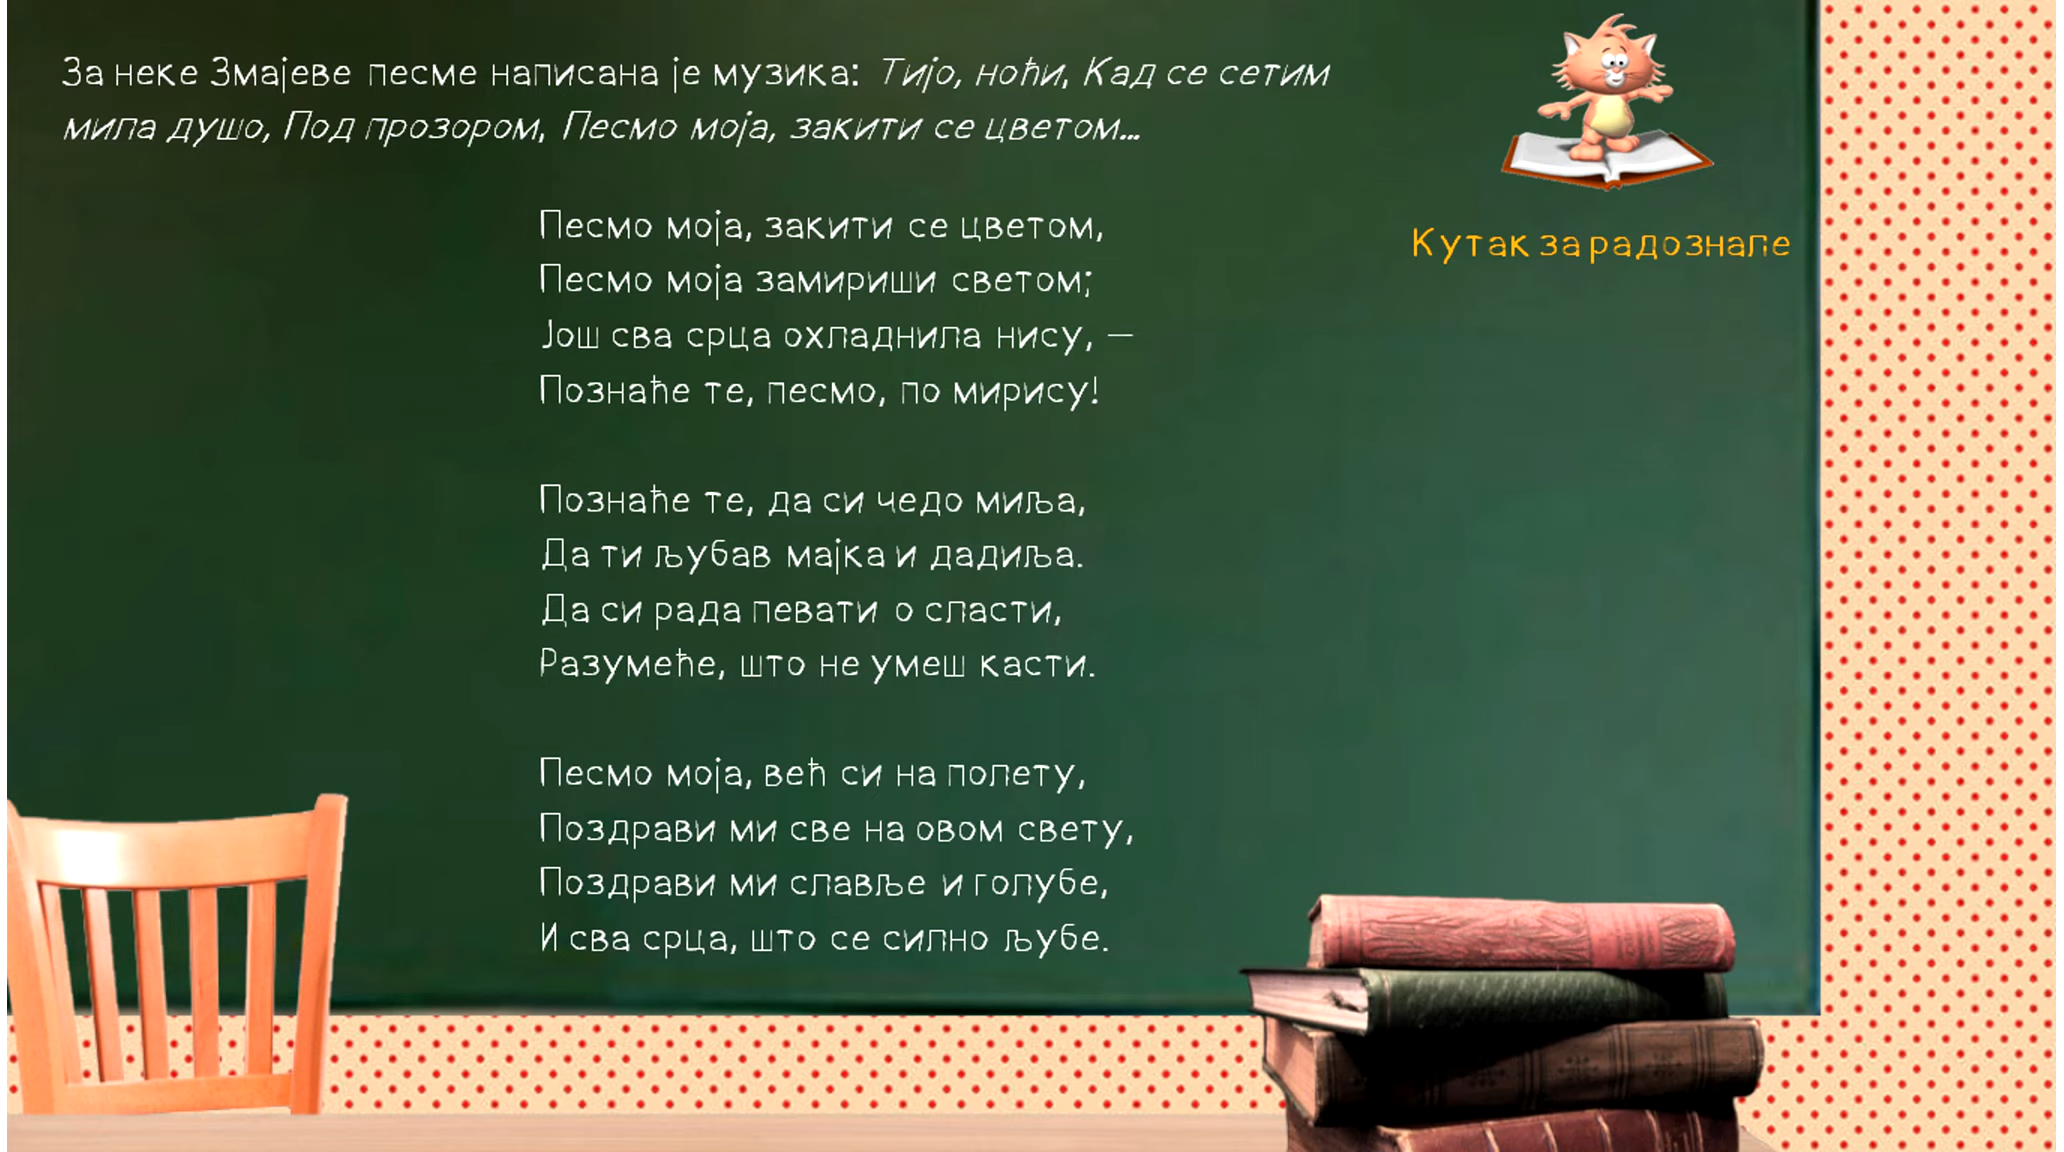 За неке Змајеве песме написана је музика: Тијо, ноћи, Кад се сетим
мила душо, Под прозором, Песмо моја, закити се цветом...
Кутак за радознале
Песмо моја, закити се цветом,
Песмо моја замириши светом;
Још сва срца охладнила нису, –
Познаће те, песмо, по мирису!
Познаће те, да си чедо миља,
Да ти љубав мајка и дадиља.
Да си рада певати о сласти,
Разумеће, што не умеш касти.
Песмо моја, већ си на полету,
Поздрави ми све на овом свету,
Поздрави ми славље и голубе,
И сва срца, што се силно љубе.